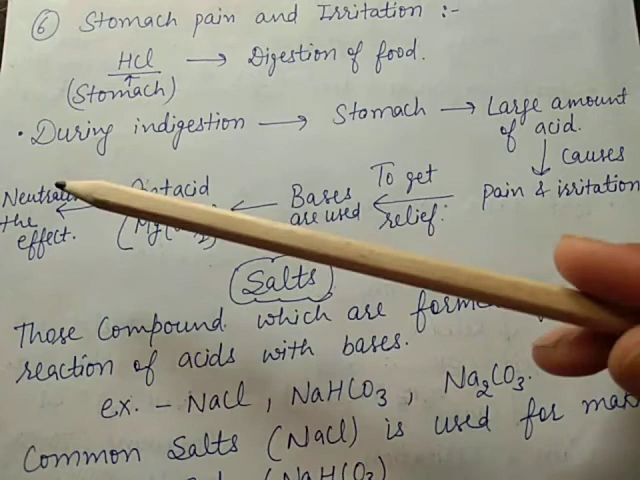 ⑥ Stomach pain and Irritation :-
HCl → Digestion of food.
(Stomach)
• During indigestion → Stomach → Large amount of acid.
↓ causes
pain & irritation
To get relief:
← Bases are used
←
the effect.
Salts
Those Compound which are
reaction of acids with bases.
ex. - NaCl, NaHCO3, Na2CO3.
Common Salts (NaCl) is used for
(NaHCO3)